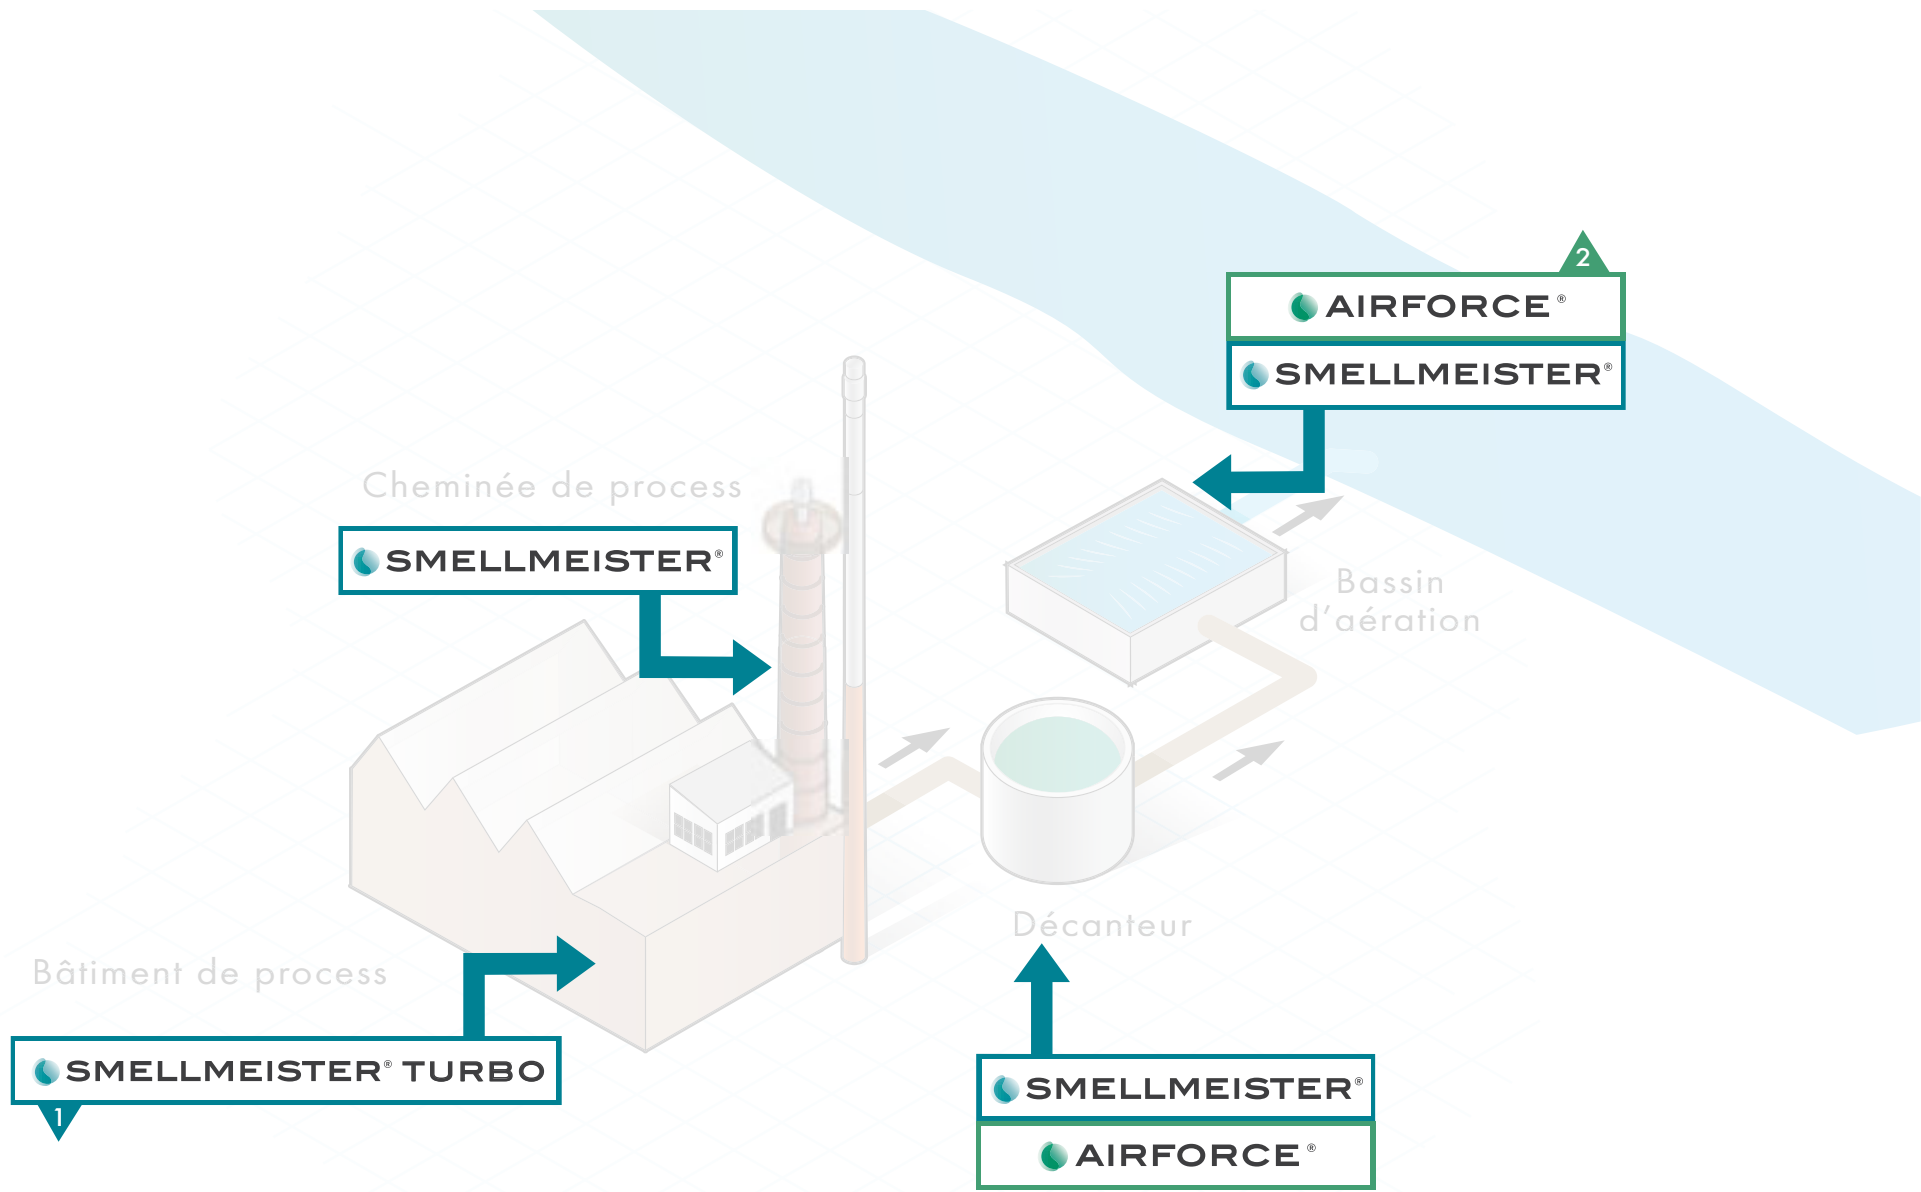 2
AIRFORCE®
SMELLMEISTER®
Cheminée de process
SMELLMEISTER®
Bassin
d’aération
Décanteur
Bâtiment de process
SMELLMEISTER® TURBO
1
SMELLMEISTER®
AIRFORCE®